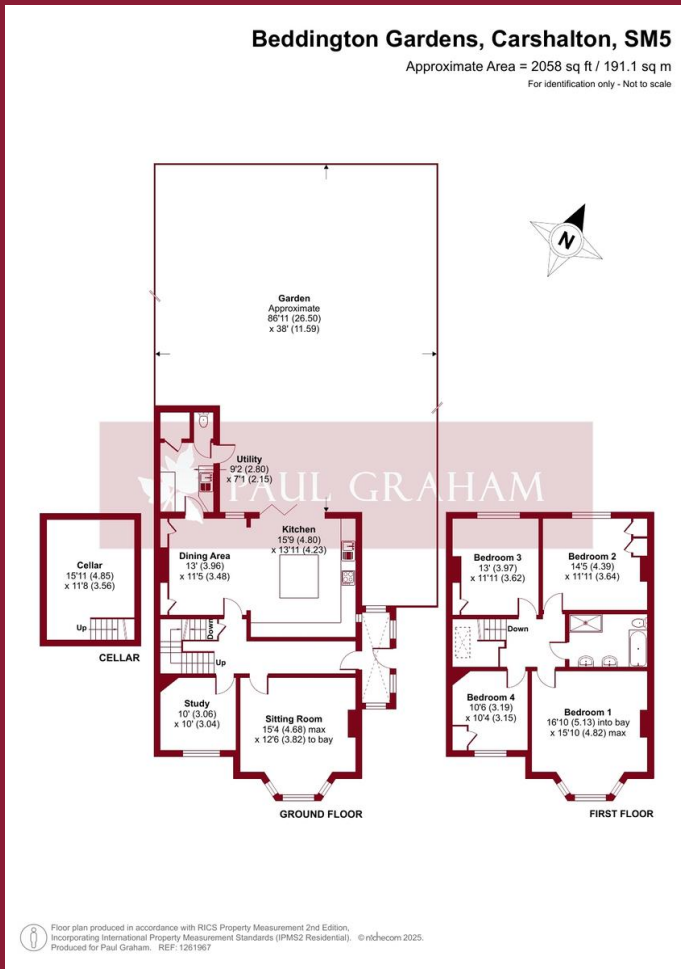 Beddington Gardens, Carshalton, SM5
Approximate Area = 2058 sq ft / 191.1 sq m
For identification only - Not to scale
N
Garden
Approximate
86'11 (26.50)
x 38' (11.59)
Utility
9'2 (2.80)
x 7'1 (2.15)
PAUL GRAHAM
Kitchen
15'9 (4.80)
x 13'11 (4.23)
Dining Area
13' (3.96)
x 11'5 (3.48)
Cellar
15'11 (4.85)
x 11'8 (3.56)
Up
CELLAR
Down
Up
Study
10' (3.06)
x 10' (3.04)
Sitting Room
15'4 (4.68) max
x 12'6 (3.82) to bay
GROUND FLOOR
Bedroom 3
13' (3.97)
x 11'11 (3.62)
Bedroom 2
14'5 (4.39)
x 11'11 (3.64)
Down
Bedroom 4
10'6 (3.19)
x 10'4 (3.15)
Bedroom 1
16'10 (5.13) into bay
x 15'10 (4.82) max
FIRST FLOOR
Floor plan produced in accordance with RICS Property Measurement 2nd Edition,
Incorporating International Property Measurement Standards (IPMS2 Residential). © nichecom 2025.
Produced for Paul Graham. REF: 1261967